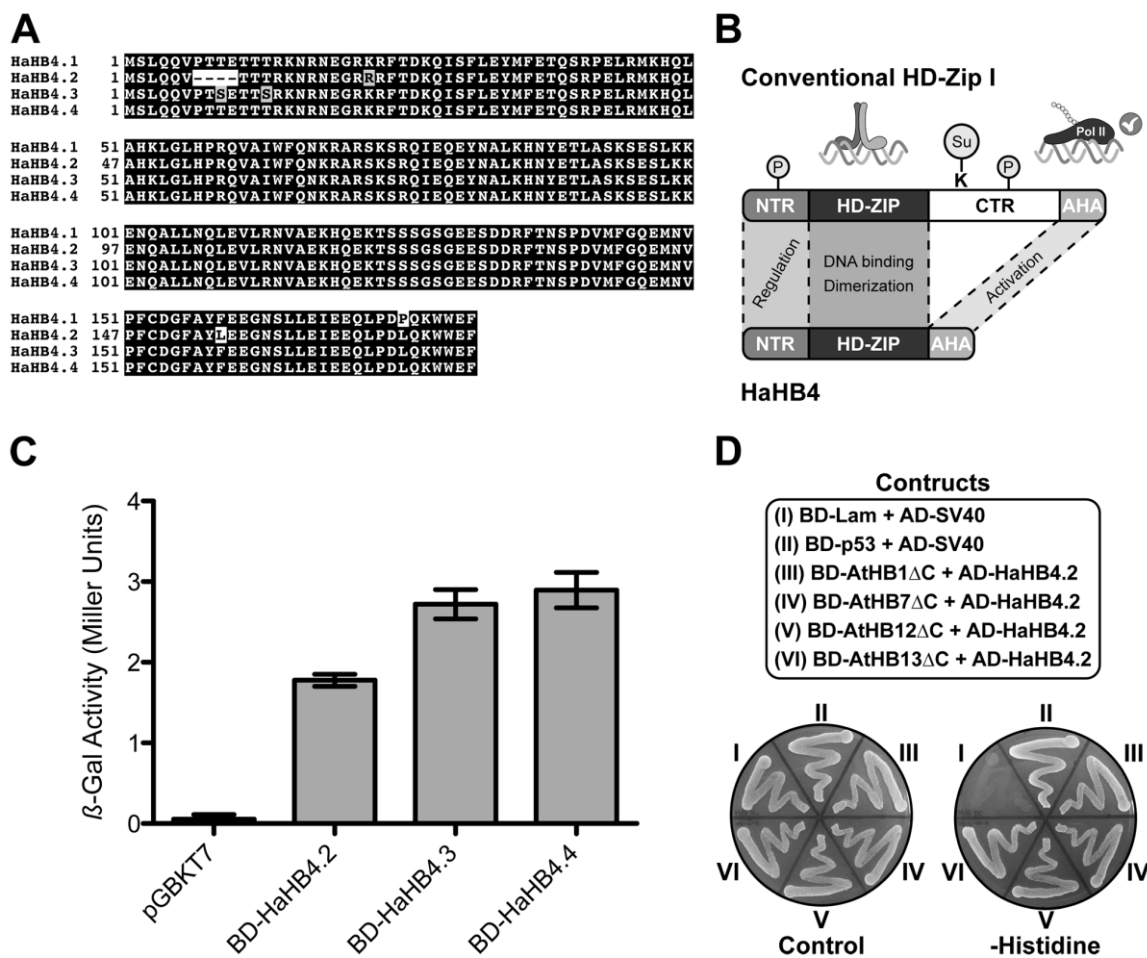 A
HaHB4.1 1 MSLQQVPTTETTTRKNRNEGRKRFTDKQISFLEYMFETQSRPELRMKHQL
HaHB4.2 1 MSLQQV----TTTRKNRNEGRRRFTDKQISFLEYMFETQSRPELRMKHQL
HaHB4.3 1 MSLQQVPTSETTSRKNRNEGRKRFTDKQISFLEYMFETQSRPELRMKHQL
HaHB4.4 1 MSLQQVPTTETTTRKNRNEGRKRFTDKQISFLEYMFETQSRPELRMKHQL
HaHB4.1 51 AHKLGLHPRQVAIWFQNKRARSKSRQIEQEYNALKHNYETLASKSESLKK
HaHB4.2 47 AHKLGLHPRQVAIWFQNKRARSKSRQIEQEYNALKHNYETLASKSESLKK
HaHB4.3 51 AHKLGLHPRQVAIWFQNKRARSKSRQIEQEYNALKHNYETLASKSESLKK
HaHB4.4 51 AHKLGLHPRQVAIWFQNKRARSKSRQIEQEYNALKHNYETLASKSESLKK
HaHB4.1 101 ENQALLNQLEVLRNVAEKHQEKTSSSGSGEESDDRFTNSPDVMFGQEMNV
HaHB4.2 97 ENQALLNQLEVLRNVAEKHQEKTSSSGSGEESDDRFTNSPDVMFGQEMNV
HaHB4.3 101 ENQALLNQLEVLRNVAEKHQEKTSSSGSGEESDDRFTNSPDVMFGQEMNV
HaHB4.4 101 ENQALLNQLEVLRNVAEKHQEKTSSSGSGEESDDRFTNSPDVMFGQEMNV
HaHB4.1 151 PFCDGFAYFEEGNSLLEIEEQLPDPQKWWEF
HaHB4.2 147 PFCDGFAYLEEGNSLLEIEEQLPDLQKWWEF
HaHB4.3 151 PFCDGFAYFEEGNSLLEIEEQLPDLQKWWEF
HaHB4.4 151 PFCDGFAYFEEGNSLLEIEEQLPDLQKWWEF
B
Conventional HD-Zip I
Pol II
P
Su
K
P
NTR HD-ZIP CTR AHA
Regulation
DNA binding
Dimerization
Activation
NTR HD-ZIP AHA
HaHB4
C
ß-Gal Activity (Miller Units)
4
3
2
1
0
pGBKT7
BD-HaHB4.2
BD-HaHB4.3
BD-HaHB4.4
D
Contructs
(I) BD-Lam + AD-SV40
(II) BD-p53 + AD-SV40
(III) BD-AtHB1ΔC + AD-HaHB4.2
(IV) BD-AtHB7ΔC + AD-HaHB4.2
(V) BD-AtHB12ΔC + AD-HaHB4.2
(VI) BD-AtHB13ΔC + AD-HaHB4.2
I II III IV V VI
Control
I II III IV V VI
-Histidine